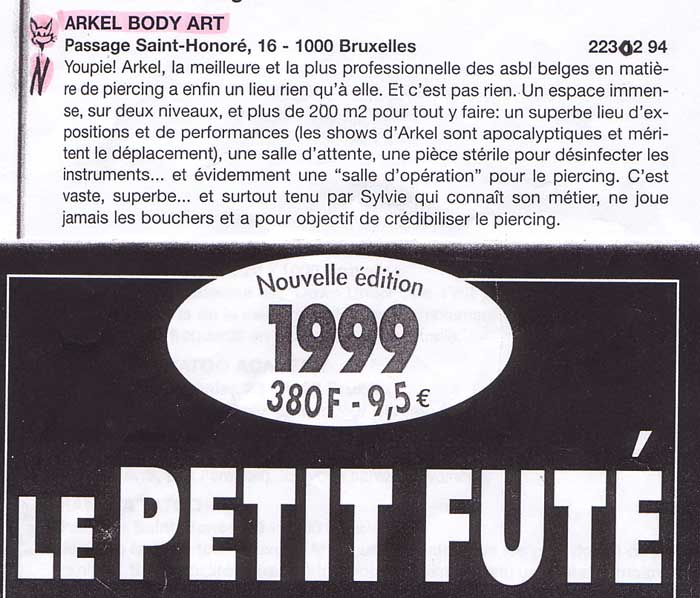 ARKEL BODY ART
N
Passage Saint-Honoré, 16 - 1000 Bruxelles 223 02 94
Youpie! Arkel, la meilleure et la plus professionnelle des asbl belges en matiè-
re de piercing a enfin un lieu rien qu'à elle. Et c'est pas rien. Un espace immen-
se, sur deux niveaux, et plus de 200 m2 pour tout y faire: un superbe lieu d'ex-
positions et de performances (les shows d'Arkel sont apocalyptiques et méri-
tent le déplacement), une salle d'attente, une pièce stérile pour désinfecter les
instruments... et évidemment une “salle d'opération” pour le piercing. C'est
vaste, superbe... et surtout tenu par Sylvie qui connaît son métier, ne joue
jamais les bouchers et a pour objectif de crédibiliser le piercing.
Nouvelle édition
1999
380F - 9,5 €
LE PETIT FUTÉ